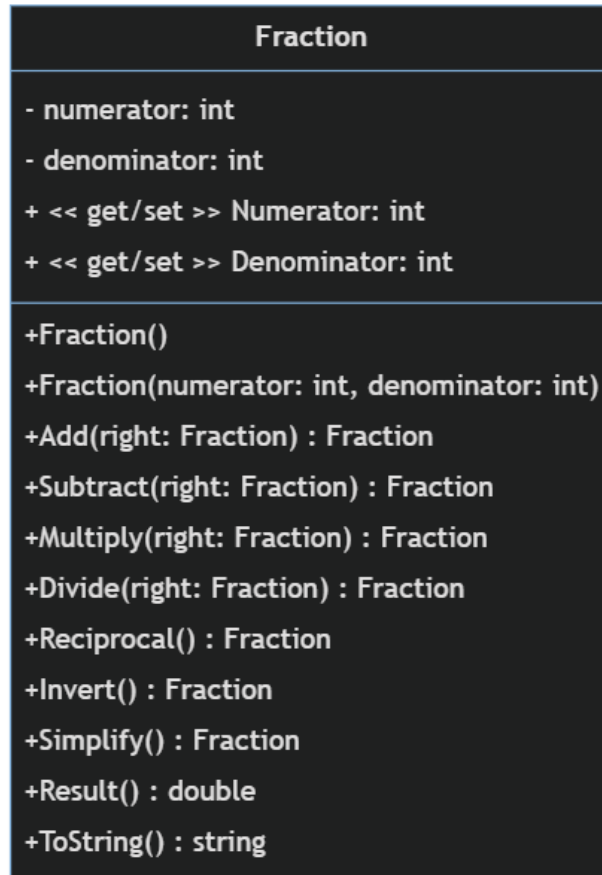 Fraction
- numerator: int
- denominator: int
+ << get/set >> Numerator: int
+ << get/set >> Denominator: int
+Fraction()
+Fraction(numerator: int, denominator: int)
+Add(right: Fraction) : Fraction
+Subtract(right: Fraction) : Fraction
+Multiply(right: Fraction) : Fraction
+Divide(right: Fraction) : Fraction
+Reciprocal() : Fraction
+Invert() : Fraction
+Simplify() : Fraction
+Result() : double
+ToString() : string